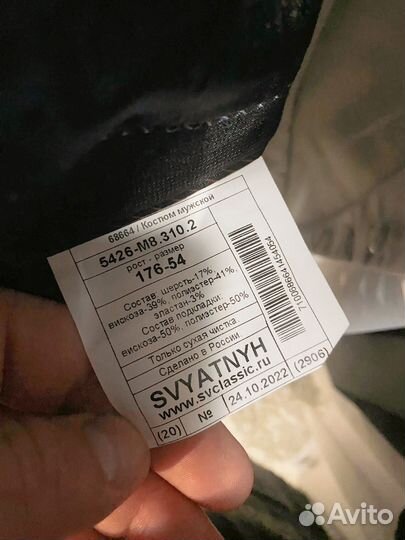 68664 / Костюм мужской
5426-М8.310.2
рост - размер
176-54
Состав: шерсть-17%
вискоза-39%, полиэстер-41%,
эластан-3%
Состав подкладки:
вискоза-50%, полиэстер-50%
Только сухая чистка
Сделано в России
SVYATNYH
www.svclassic.ru
(20) № 24.10.2022 (2906)
Avito